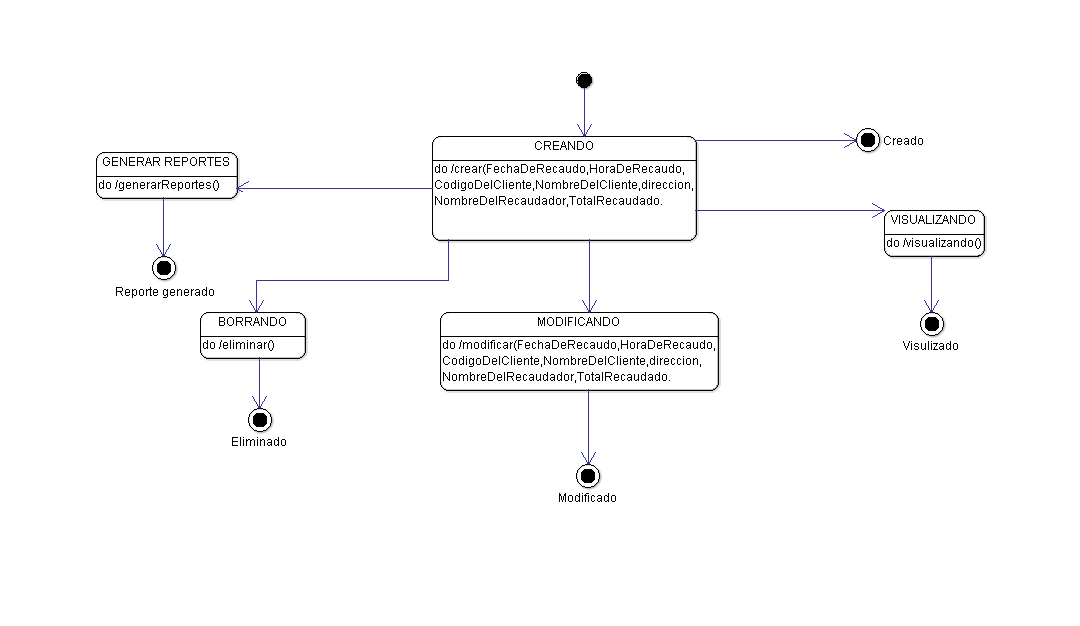 CREANDO
do /crear(FechaDeRecaudo,HoraDeRecaudo,
CodigoDelCliente,NombreDelCliente,direccion,
NombreDelRecaudador,TotalRecaudado.
Creado
GENERAR REPORTES
do /generarReportes()
Reporte generado
VISUALIZANDO
do /visualizando()
Visulizado
BORRANDO
do /eliminar()
Eliminado
MODIFICANDO
do /modificar(FechaDeRecaudo,HoraDeRecaudo,
CodigoDelCliente,NombreDelCliente,direccion,
NombreDelRecaudador,TotalRecaudado.
Modificado